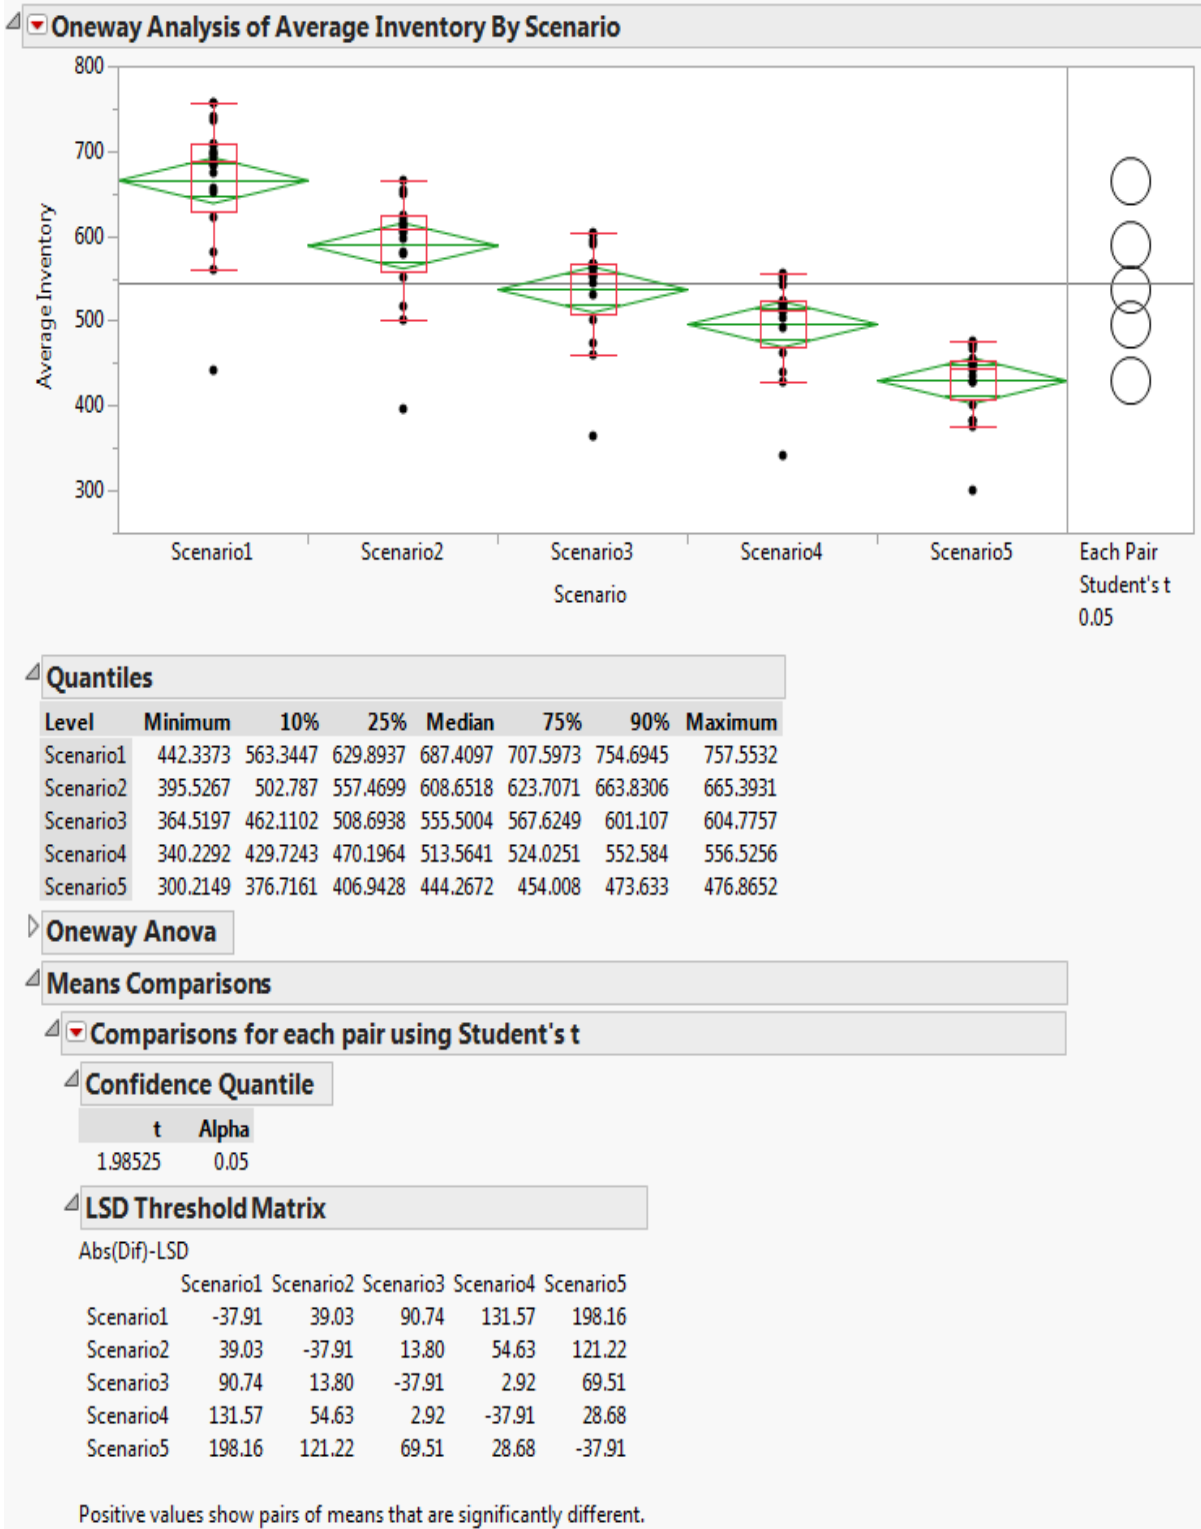 Oneway Analysis of Average Inventory By Scenario
800
700
600
500
400
300
Average Inventory
Scenario1 Scenario2 Scenario3 Scenario4 Scenario5
Scenario
Each Pair
Student's t
0.05
Quantiles
Level Minimum 10% 25% Median 75% 90% Maximum
Scenario1 442.3373 563.3447 629.8937 687.4097 707.5973 754.6945 757.5532
Scenario2 395.5267 502.787 557.4699 608.6518 623.7071 663.8306 665.3931
Scenario3 364.5197 462.1102 508.6938 555.5004 567.6249 601.107 604.7757
Scenario4 340.2292 429.7243 470.1964 513.5641 524.0251 552.584 556.5256
Scenario5 300.2149 376.7161 406.9428 444.2672 454.008 473.633 476.8652
Oneway Anova
Means Comparisons
Comparisons for each pair using Student's t
Confidence Quantile
t Alpha
1.98525 0.05
LSD Threshold Matrix
Abs(Dif)-LSD
Scenario1 Scenario2 Scenario3 Scenario4 Scenario5
Scenario1 -37.91 39.03 90.74 131.57 198.16
Scenario2 39.03 -37.91 13.80 54.63 121.22
Scenario3 90.74 13.80 -37.91 2.92 69.51
Scenario4 131.57 54.63 2.92 -37.91 28.68
Scenario5 198.16 121.22 69.51 28.68 -37.91
Positive values show pairs of means that are significantly different.